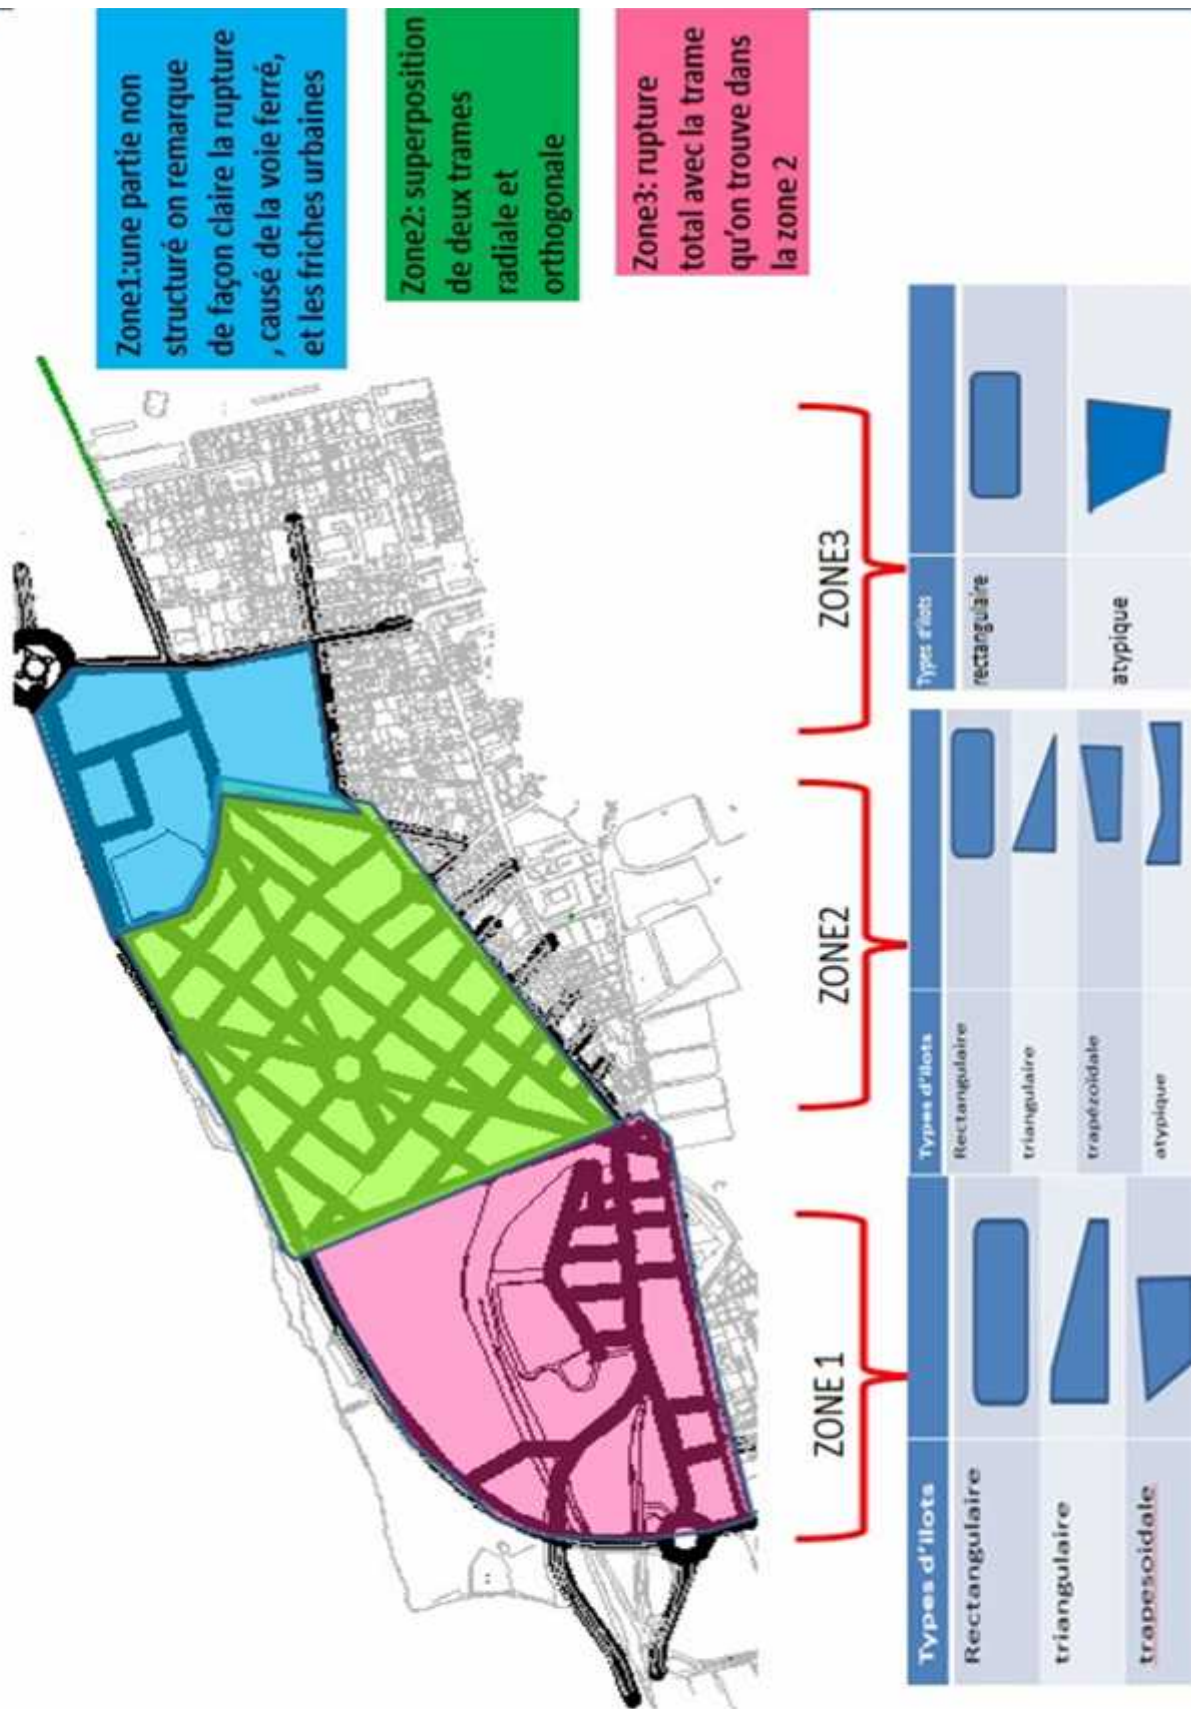 Zone1:une partie non
structuré on remarque
de façon claire la rupture
, causé de la voie ferré,
et les friches urbaines
Zone2: superposition
de deux trames
radiale et
orthogonale
Zone3: rupture
total avec la trame
qu'on trouve dans
la zone 2
ZONE 1
ZONE2
ZONE3
Types d'ilots
Rectangulaire
triangulaire
trapesoidale
Types d'ilots
Rectangulaire
triangulaire
trapézoidale
atypique
Types d'ilots
rectangulaire
atypique